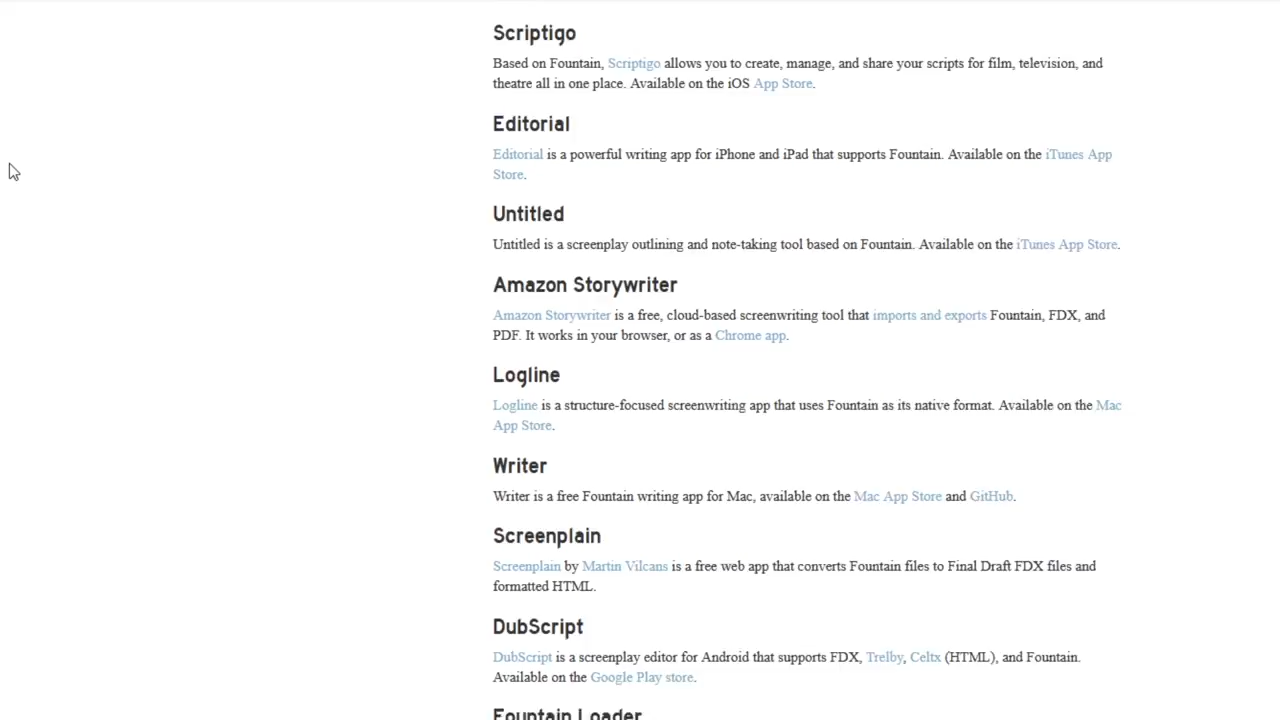 Scriptigo
Based on Fountain, Scriptigo allows you to create, manage, and share your scripts for film, television, and
theatre all in one place. Available on the iOS App Store.
Editorial
Editorial is a powerful writing app for iPhone and iPad that supports Fountain. Available on the iTunes App
Store.
Untitled
Untitled is a screenplay outlining and note-taking tool based on Fountain. Available on the iTunes App Store.
Amazon Storywriter
Amazon Storywriter is a free, cloud-based screenwriting tool that imports and exports Fountain, FDX, and
PDF. It works in your browser, or as a Chrome app.
Logline
Logline is a structure-focused screenwriting app that uses Fountain as its native format. Available on the Mac
App Store.
Writer
Writer is a free Fountain writing app for Mac, available on the Mac App Store and GitHub.
Screenplain
Screenplain by Martin Vilcans is a free web app that converts Fountain files to Final Draft FDX files and
formatted HTML.
DubScript
DubScript is a screenplay editor for Android that supports FDX, Trelby, Celtx (HTML), and Fountain.
Available on the Google Play store.
Fountain Loader